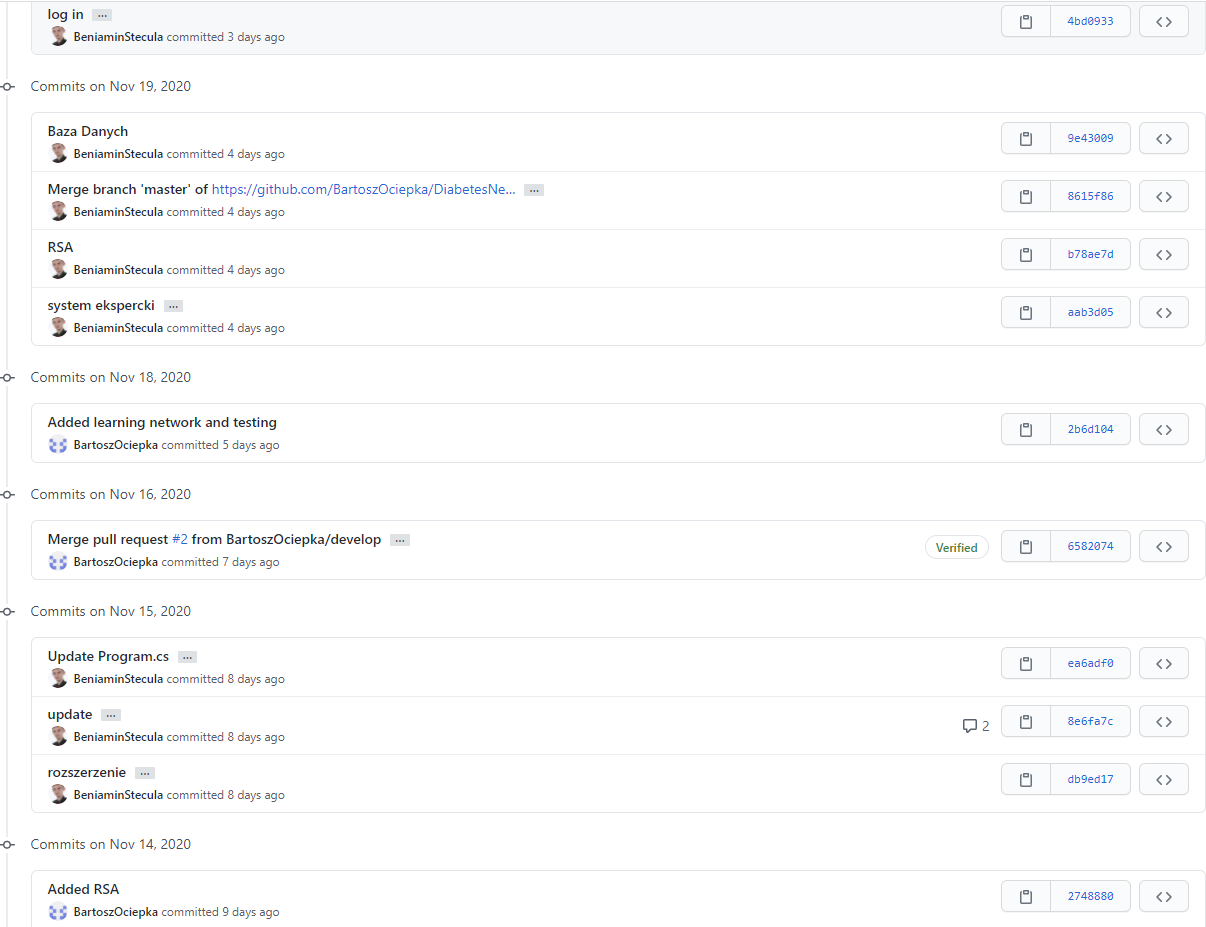 log in …
BeniaminStecula committed 3 days ago
4bd0933
Commits on Nov 19, 2020
Baza Danych
BeniaminStecula committed 4 days ago
9e43009
Merge branch 'master' of https://github.com/BartoszOciepka/DiabetesNe... …
BeniaminStecula committed 4 days ago
8615f86
RSA
BeniaminStecula committed 4 days ago
b78ae7d
system ekspercki …
BeniaminStecula committed 4 days ago
aab3d05
Commits on Nov 18, 2020
Added learning network and testing
BartoszOciepka committed 5 days ago
2b6d104
Commits on Nov 16, 2020
Merge pull request #2 from BartoszOciepka/develop …
BartoszOciepka committed 7 days ago
Verified
6582074
Commits on Nov 15, 2020
Update Program.cs …
BeniaminStecula committed 8 days ago
ea6adf0
update …
BeniaminStecula committed 8 days ago
2
8e6fa7c
rozszerzenie …
BeniaminStecula committed 8 days ago
db9ed17
Commits on Nov 14, 2020
Added RSA
BartoszOciepka committed 9 days ago
2748880